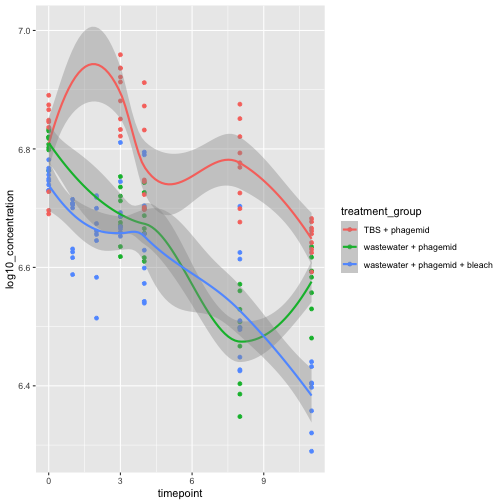 7.0
6.8
6.6
6.4
log10_concentration
0
3
6
9
timepoint
treatment_group
TBS + phagemid
wastewater + phagemid
wastewater + phagemid + bleach